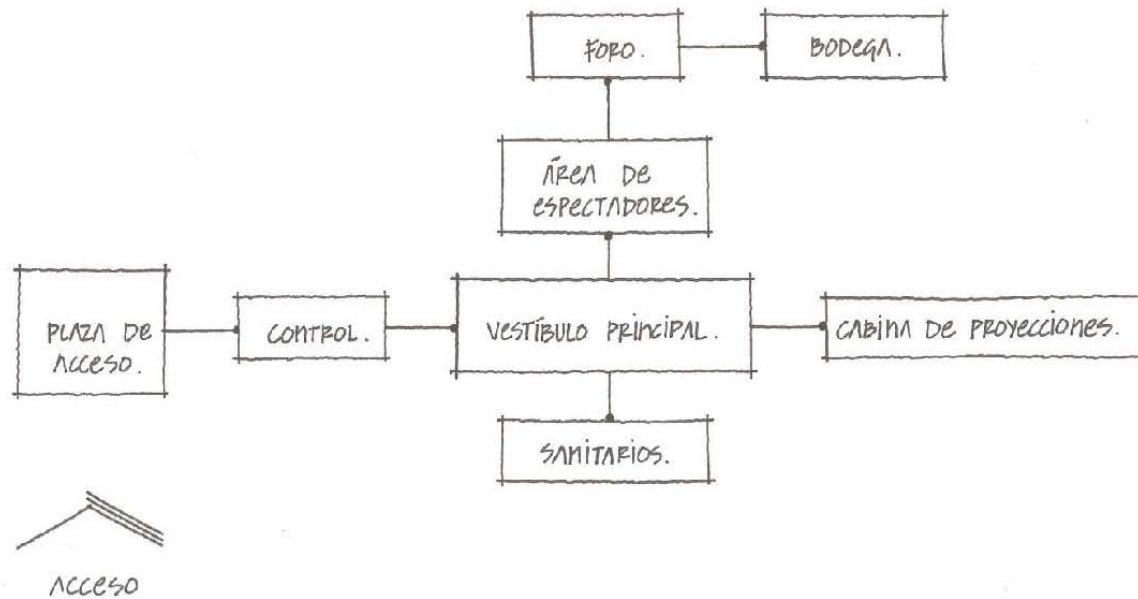 FORO.
BODEGA.
ÁREA DE
ESPECTADORES.
PLAZA DE
ACCESO.
CONTROL.
VESTÍBULO PRINCIPAL.
CABINA DE PROYECCIONES.
SANITARIOS.
ACCESO